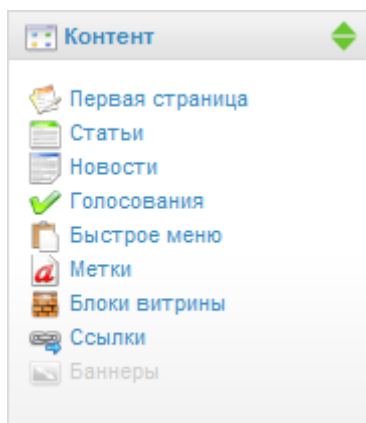 Контент
Первая страница
Статьи
Новости
Голосования
Быстрое меню
Метки
Блоки витрины
Ссылки
Баннеры